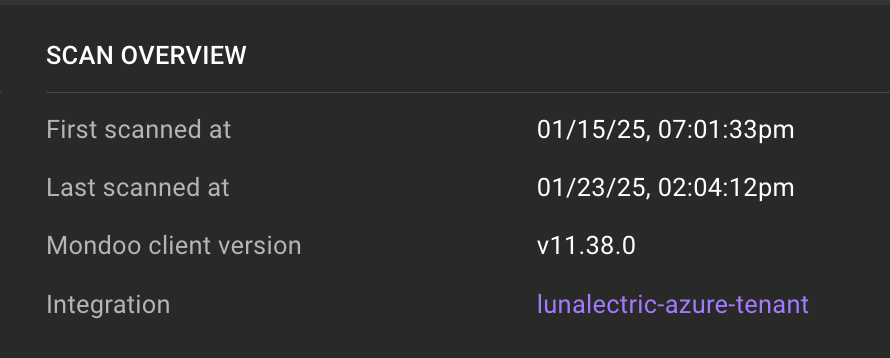 SCAN OVERVIEW
First scanned at 01/15/25, 07:01:33pm
Last scanned at 01/23/25, 02:04:12pm
Mondoo client version v11.38.0
Integration lunalectric-azure-tenant